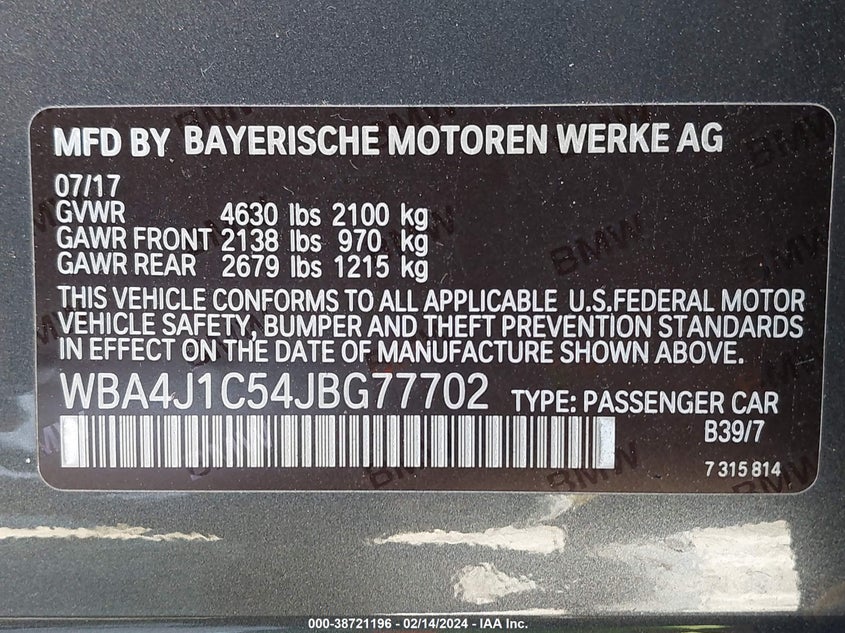 MFD BY BAYERISCHE MOTOREN WERKE AG
07/17
GVWR 4630 lbs 2100 kg
GAWR FRONT 2138 lbs 970 kg
GAWR REAR 2679 lbs 1215 kg
THIS VEHICLE CONFORMS TO ALL APPLICABLE U.S.FEDERAL MOTOR
VEHICLE SAFETY, BUMPER AND THEFT PREVENTION STANDARDS
IN EFFECT ON THE DATE OF MANUFACTURE SHOWN ABOVE.
WBA4J1C54JBG77702 TYPE: PASSENGER CAR
B39/7
7 315 814
000-38721196 - 02/14/2024 - IAA Inc.